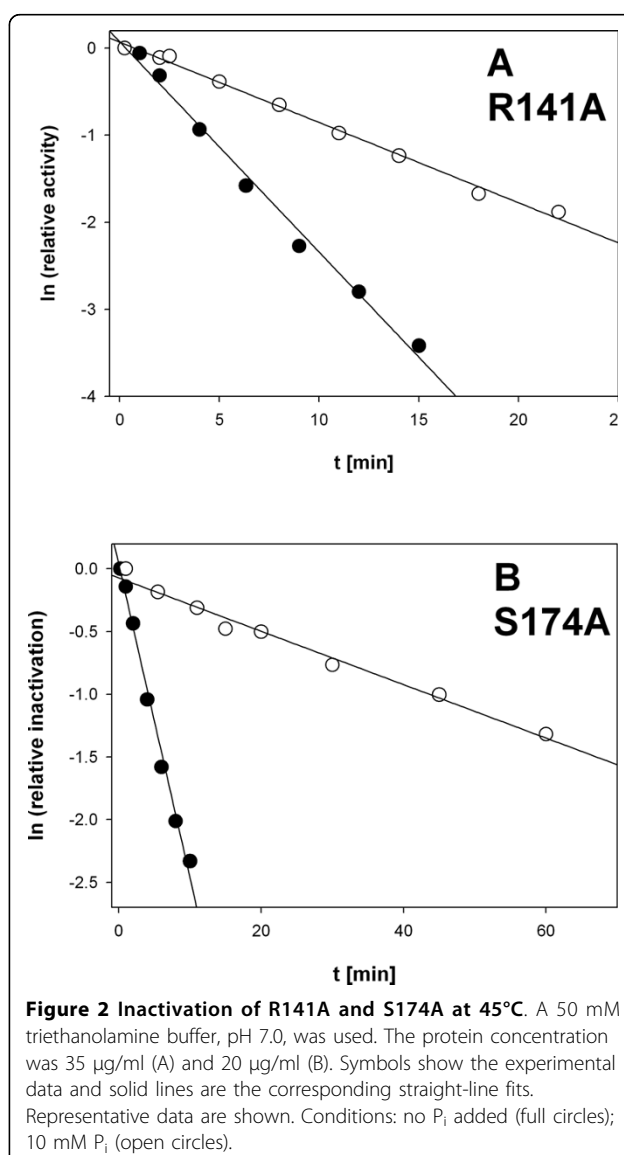 A
R141A
0
-1
-2
-3
-4
ln (relative activity)
0 5 10 15 20 2
t [min]
B
S174A
0.0
-0.5
-1.0
-1.5
-2.0
-2.5
ln (relative inactivation)
0 20 40 60
t [min]
Figure 2 Inactivation of R141A and S174A at 45°C. A 50 mM
triethanolamine buffer, pH 7.0, was used. The protein concentration
was 35 μg/ml (A) and 20 μg/ml (B). Symbols show the experimental
data and solid lines are the corresponding straight-line fits.
Representative data are shown. Conditions: no Pi added (full circles);
10 mM Pi (open circles).